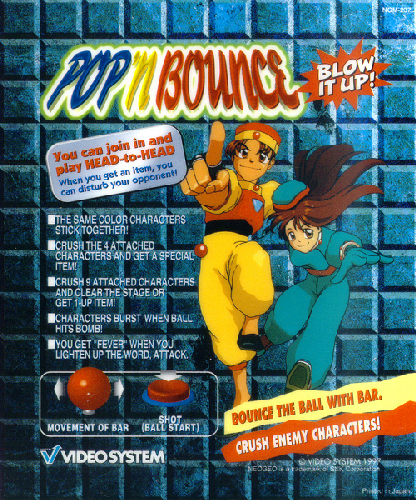 POP'N BOUNCE
BLOW
IT UP!
You can join in and
play HEAD-to-HEAD
When you get an item, you
can disturb your opponent!
■THE SAME COLOR CHARACTERS
STICK TOGETHER!
■CRUSH THE 4 ATTACHED
CHARACTERS AND GET A SPECIAL
ITEM!
ATTACHED CHARACTERS
AND CLEAR THE STAGE OR
GET 1-UP ITEM!
■CHARACTERS BURST WHEN BALL
HITS BOMB!
■YOU GET "FEVER" WHEN YOU
LIGHTEN UP THE WORD, ATTACK.
MOVEMENT OF BAR
SHOT
(BALL START)
BOUNCE THE BALL WITH BAR.
CRUSH ENEMY CHARACTERS!
VIDEO SYSTEM
© VIDEO SYSTEM 1997
NEOGEO is a trademark of SNK Corporation
Printed in Japan